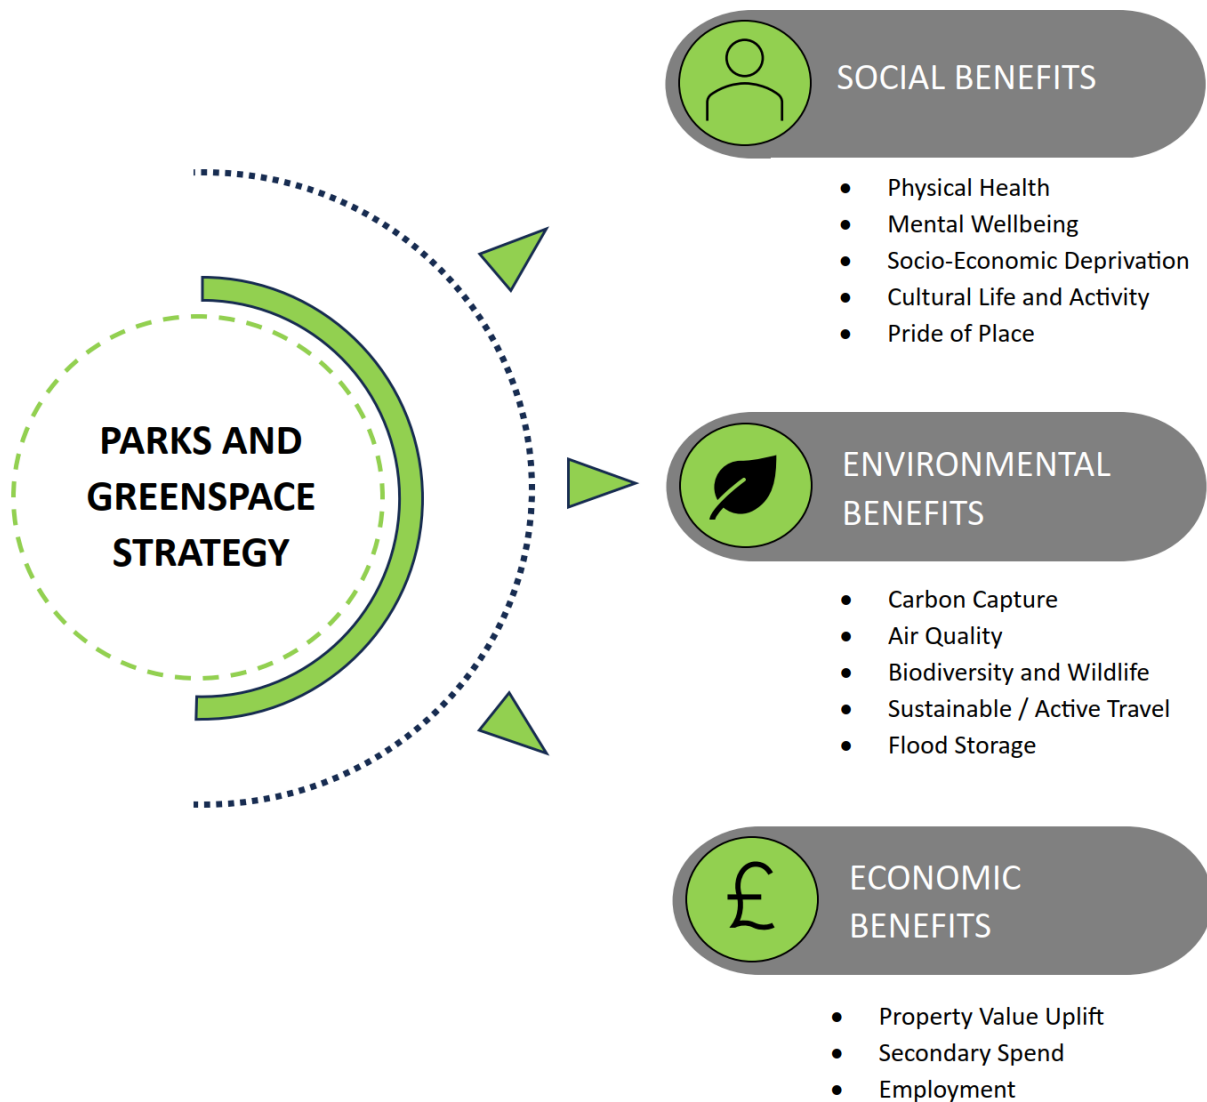 PARKS AND
GREENSPACE
STRATEGY
SOCIAL BENEFITS
• Physical Health
• Mental Wellbeing
• Socio-Economic Deprivation
• Cultural Life and Activity
• Pride of Place
ENVIRONMENTAL
BENEFITS
• Carbon Capture
• Air Quality
• Biodiversity and Wildlife
• Sustainable / Active Travel
• Flood Storage
£
ECONOMIC
BENEFITS
• Property Value Uplift
• Secondary Spend
• Employment